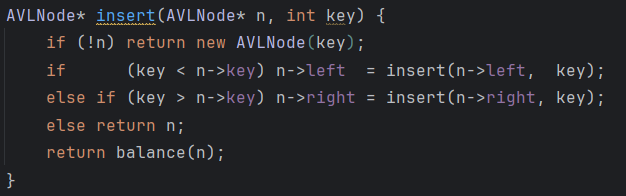 AVLNode* insert(AVLNode* n, int key) {
    if (!n) return new AVLNode(key);
    if      (key < n->key) n->left  = insert(n->left,  key);
    else if (key > n->key) n->right = insert(n->right, key);
    else return n;
    return balance(n);
}